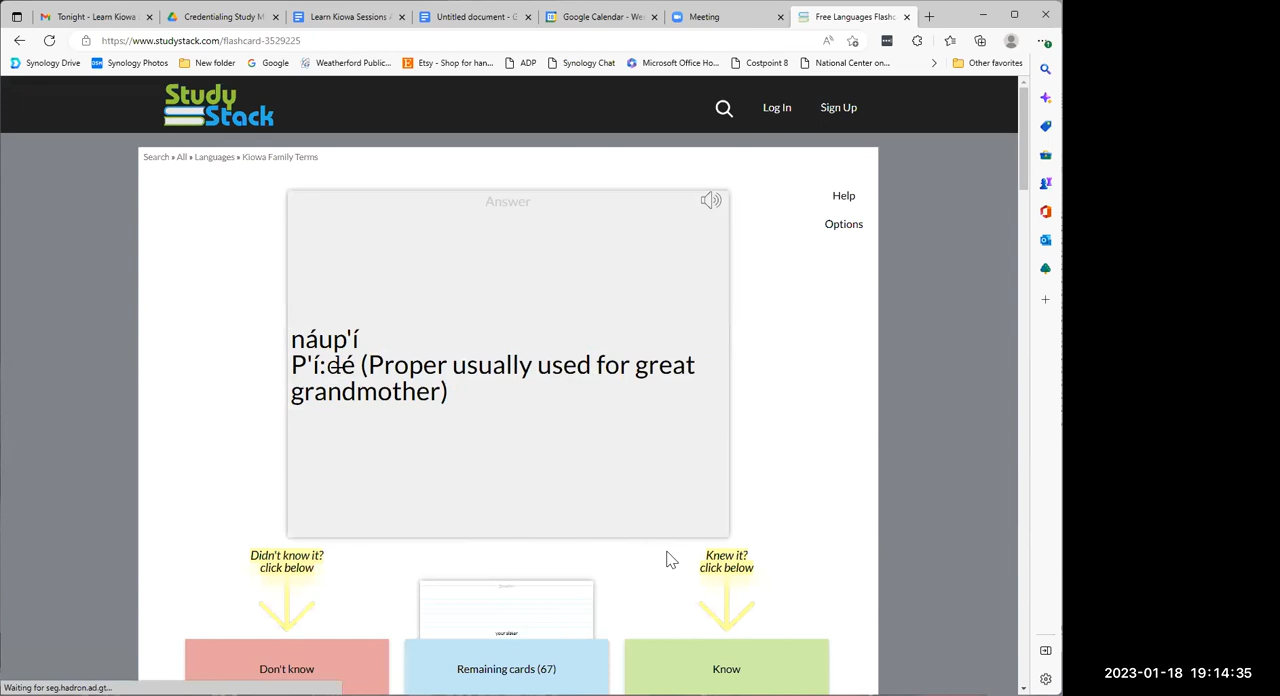 Tonight - Learn Kiowa
Credentialing Study M
Learn Kiowa Sessions
Untitled document - G
Google Calendar - We
Meeting
Free Languages Flashc
https://www.studystack.com/flashcard-3529225
Synology Drive
DSM Synology Photos
New folder
G Google
Weatherford Public...
E Etsy - Shop for han...
ADP
Synology Chat
Microsoft Office Ho...
Costpoint 8
National Center on...
Other favorites
Study
Stack
Log In
Sign Up
Search » All » Languages » Kiowa Family Terms
Help
Options
Answer
náup'í
P'í:dé (Proper usually used for great
grandmother)
Didn't know it?
click below
Knew it?
click below
your sister
Don't know
Remaining cards (67)
Know
Waiting for seg.hadron.ad.gt...
2023-01-18 19:14:35